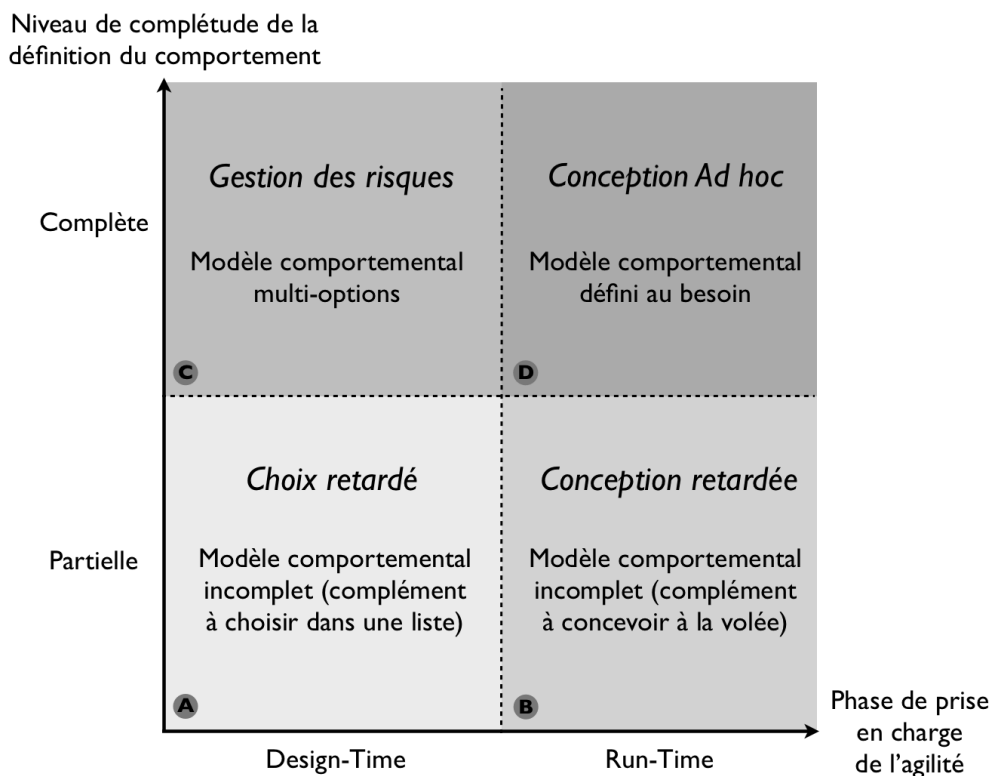 Niveau de complétude de la
définition du comportement
Complète
Gestion des risques
Modèle comportemental
multi-options
C
Conception Ad hoc
Modèle comportemental
défini au besoin
D
Partielle
Choix retardé
Modèle comportemental
incomplet (complément
à choisir dans une liste)
A
Conception retardée
Modèle comportemental
incomplet (complément
à concevoir à la volée)
B
Design-Time
Run-Time
Phase de prise
en charge
de l'agilité